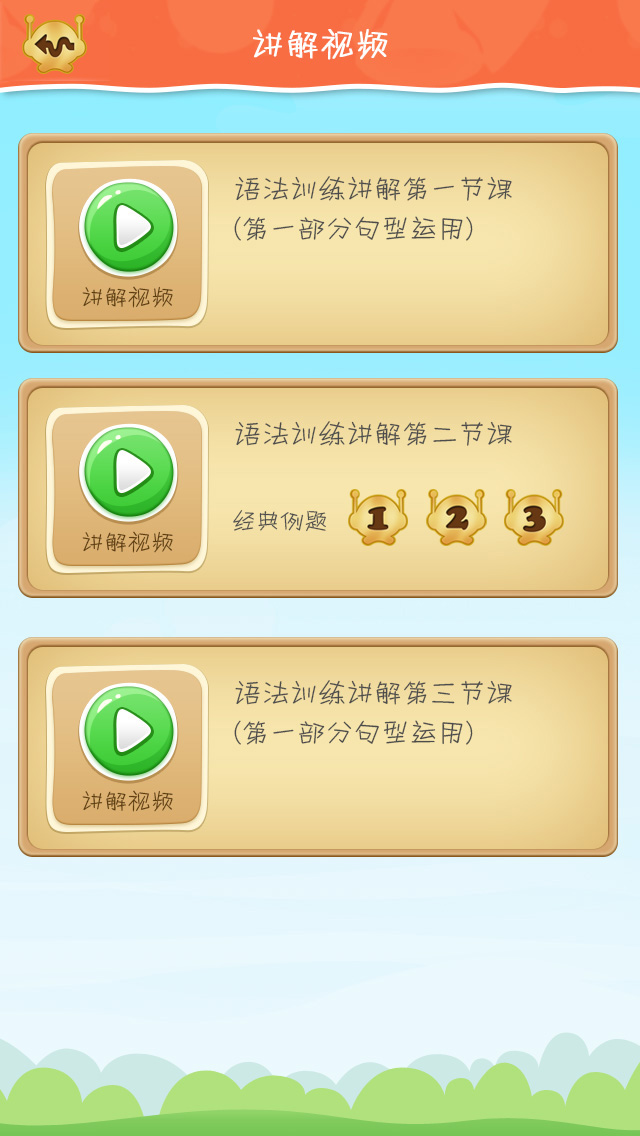 讲解视频
语法训练讲解第一节课
(第一部分句型运用)
讲解视频
语法训练讲解第二节课
经典例题 1 2 3
讲解视频
语法训练讲解第三节课
(第一部分句型运用)
讲解视频